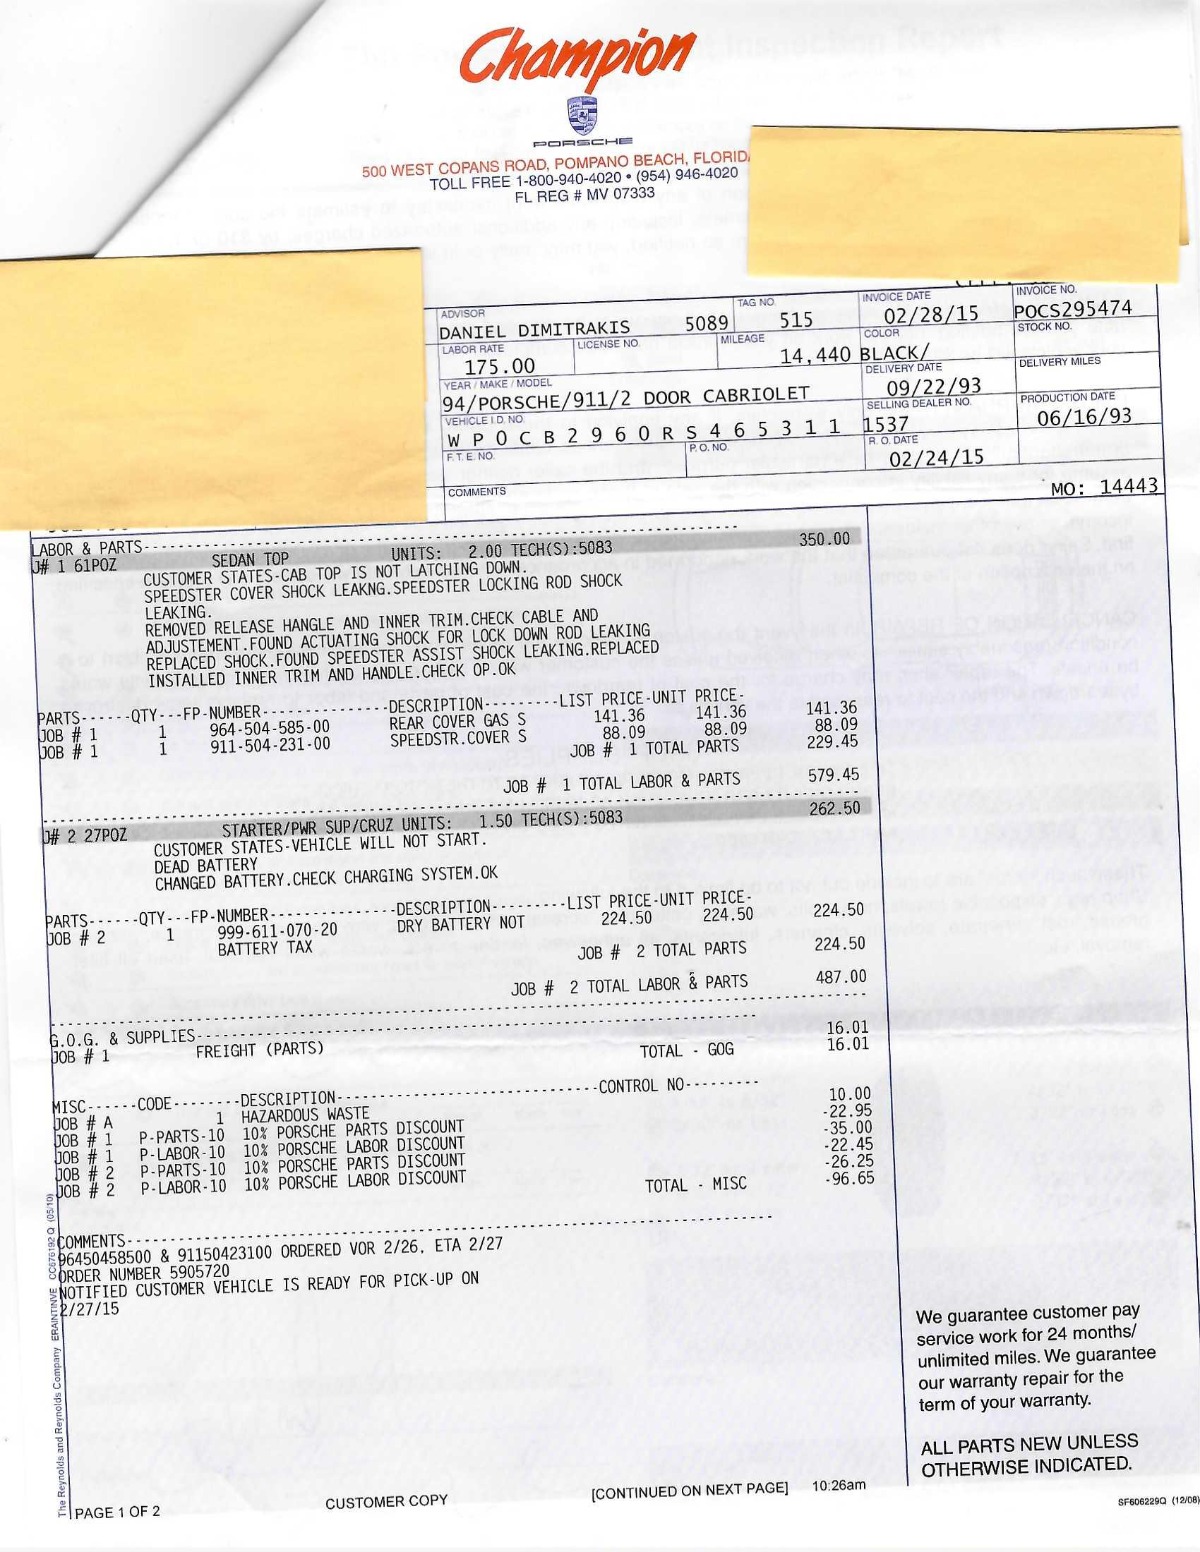 Champion
PORSCHE
500 WEST COPANS ROAD, POMPANO BEACH, FLORIDA
TOLL FREE 1-800-940-4020 • (954) 946-4020
FL REG # MV 07333
ADVISOR TAG NO. INVOICE DATE INVOICE NO.
DANIEL DIMITRAKIS 5089 515 02/28/15 POCS295474
LABOR RATE LICENSE NO. MILEAGE COLOR STOCK NO.
175.00 14,440 BLACK/
YEAR / MAKE / MODEL DELIVERY DATE DELIVERY MILES
94/PORSCHE/911/2 DOOR CABRIOLET 09/22/93
VEHICLE I.D. NO. SELLING DEALER NO. PRODUCTION DATE
W P 0 C B 2 9 6 0 R S 4 6 5 3 1 1 1537 06/16/93
F.T.E. NO. P.O. NO. R.O. DATE
02/24/15
COMMENTS
MO: 14443
LABOR & PARTS
J# 1 61POZ SEDAN TOP UNITS: 2.00 TECH(S):5083 350.00
CUSTOMER STATES-CAB TOP IS NOT LATCHING DOWN.
SPEEDSTER COVER SHOCK LEAKNG.SPEEDSTER LOCKING ROD SHOCK
LEAKING.
REMOVED RELEASE HANGLE AND INNER TRIM.CHECK CABLE AND
ADJUSTEMENT.FOUND ACTUATING SHOCK FOR LOCK DOWN ROD LEAKING
REPLACED SHOCK.FOUND SPEEDSTER ASSIST SHOCK LEAKING.REPLACED
INSTALLED INNER TRIM AND HANDLE.CHECK OP.OK
PARTS------QTY---FP-NUMBER---------------DESCRIPTION---------LIST PRICE-UNIT PRICE-
JOB # 1 1 964-504-585-00 REAR COVER GAS S 141.36 141.36 141.36
JOB # 1 1 911-504-231-00 SPEEDSTR.COVER S 88.09 88.09 88.09
JOB # 1 TOTAL PARTS 229.45
JOB # 1 TOTAL LABOR & PARTS 579.45
J# 2 27POZ STARTER/PWR SUP/CRUZ UNITS: 1.50 TECH(S):5083 262.50
CUSTOMER STATES-VEHICLE WILL NOT START.
DEAD BATTERY
CHANGED BATTERY.CHECK CHARGING SYSTEM.OK
PARTS------QTY---FP-NUMBER---------------DESCRIPTION---------LIST PRICE-UNIT PRICE-
JOB # 2 1 999-611-070-20 DRY BATTERY NOT 224.50 224.50 224.50
BATTERY TAX
JOB # 2 TOTAL PARTS 224.50
JOB # 2 TOTAL LABOR & PARTS 487.00
G.O.G. & SUPPLIES
JOB # 1 FREIGHT (PARTS) 16.01
TOTAL - GOG 16.01
MISC------CODE--------DESCRIPTION----------------------------CONTROL NO---------
JOB # A 1 HAZARDOUS WASTE 10.00
JOB # 1 P-PARTS-10 10% PORSCHE PARTS DISCOUNT -22.95
JOB # 1 P-LABOR-10 10% PORSCHE LABOR DISCOUNT -35.00
JOB # 2 P-PARTS-10 10% PORSCHE PARTS DISCOUNT -22.45
JOB # 2 P-LABOR-10 10% PORSCHE LABOR DISCOUNT -26.25
TOTAL - MISC -96.65
COMMENTS
96450458500 & 91150423100 ORDERED VOR 2/26. ETA 2/27
ORDER NUMBER 5905720
NOTIFIED CUSTOMER VEHICLE IS READY FOR PICK-UP ON
2/27/15
We guarantee customer pay
service work for 24 months/
unlimited miles. We guarantee
our warranty repair for the
term of your warranty.
ALL PARTS NEW UNLESS
OTHERWISE INDICATED.
The Reynolds and Reynolds Company ERAINTINVE CC676192 Q (05/10)
PAGE 1 OF 2 CUSTOMER COPY [CONTINUED ON NEXT PAGE] 10:26am
SF606229Q (12/08)